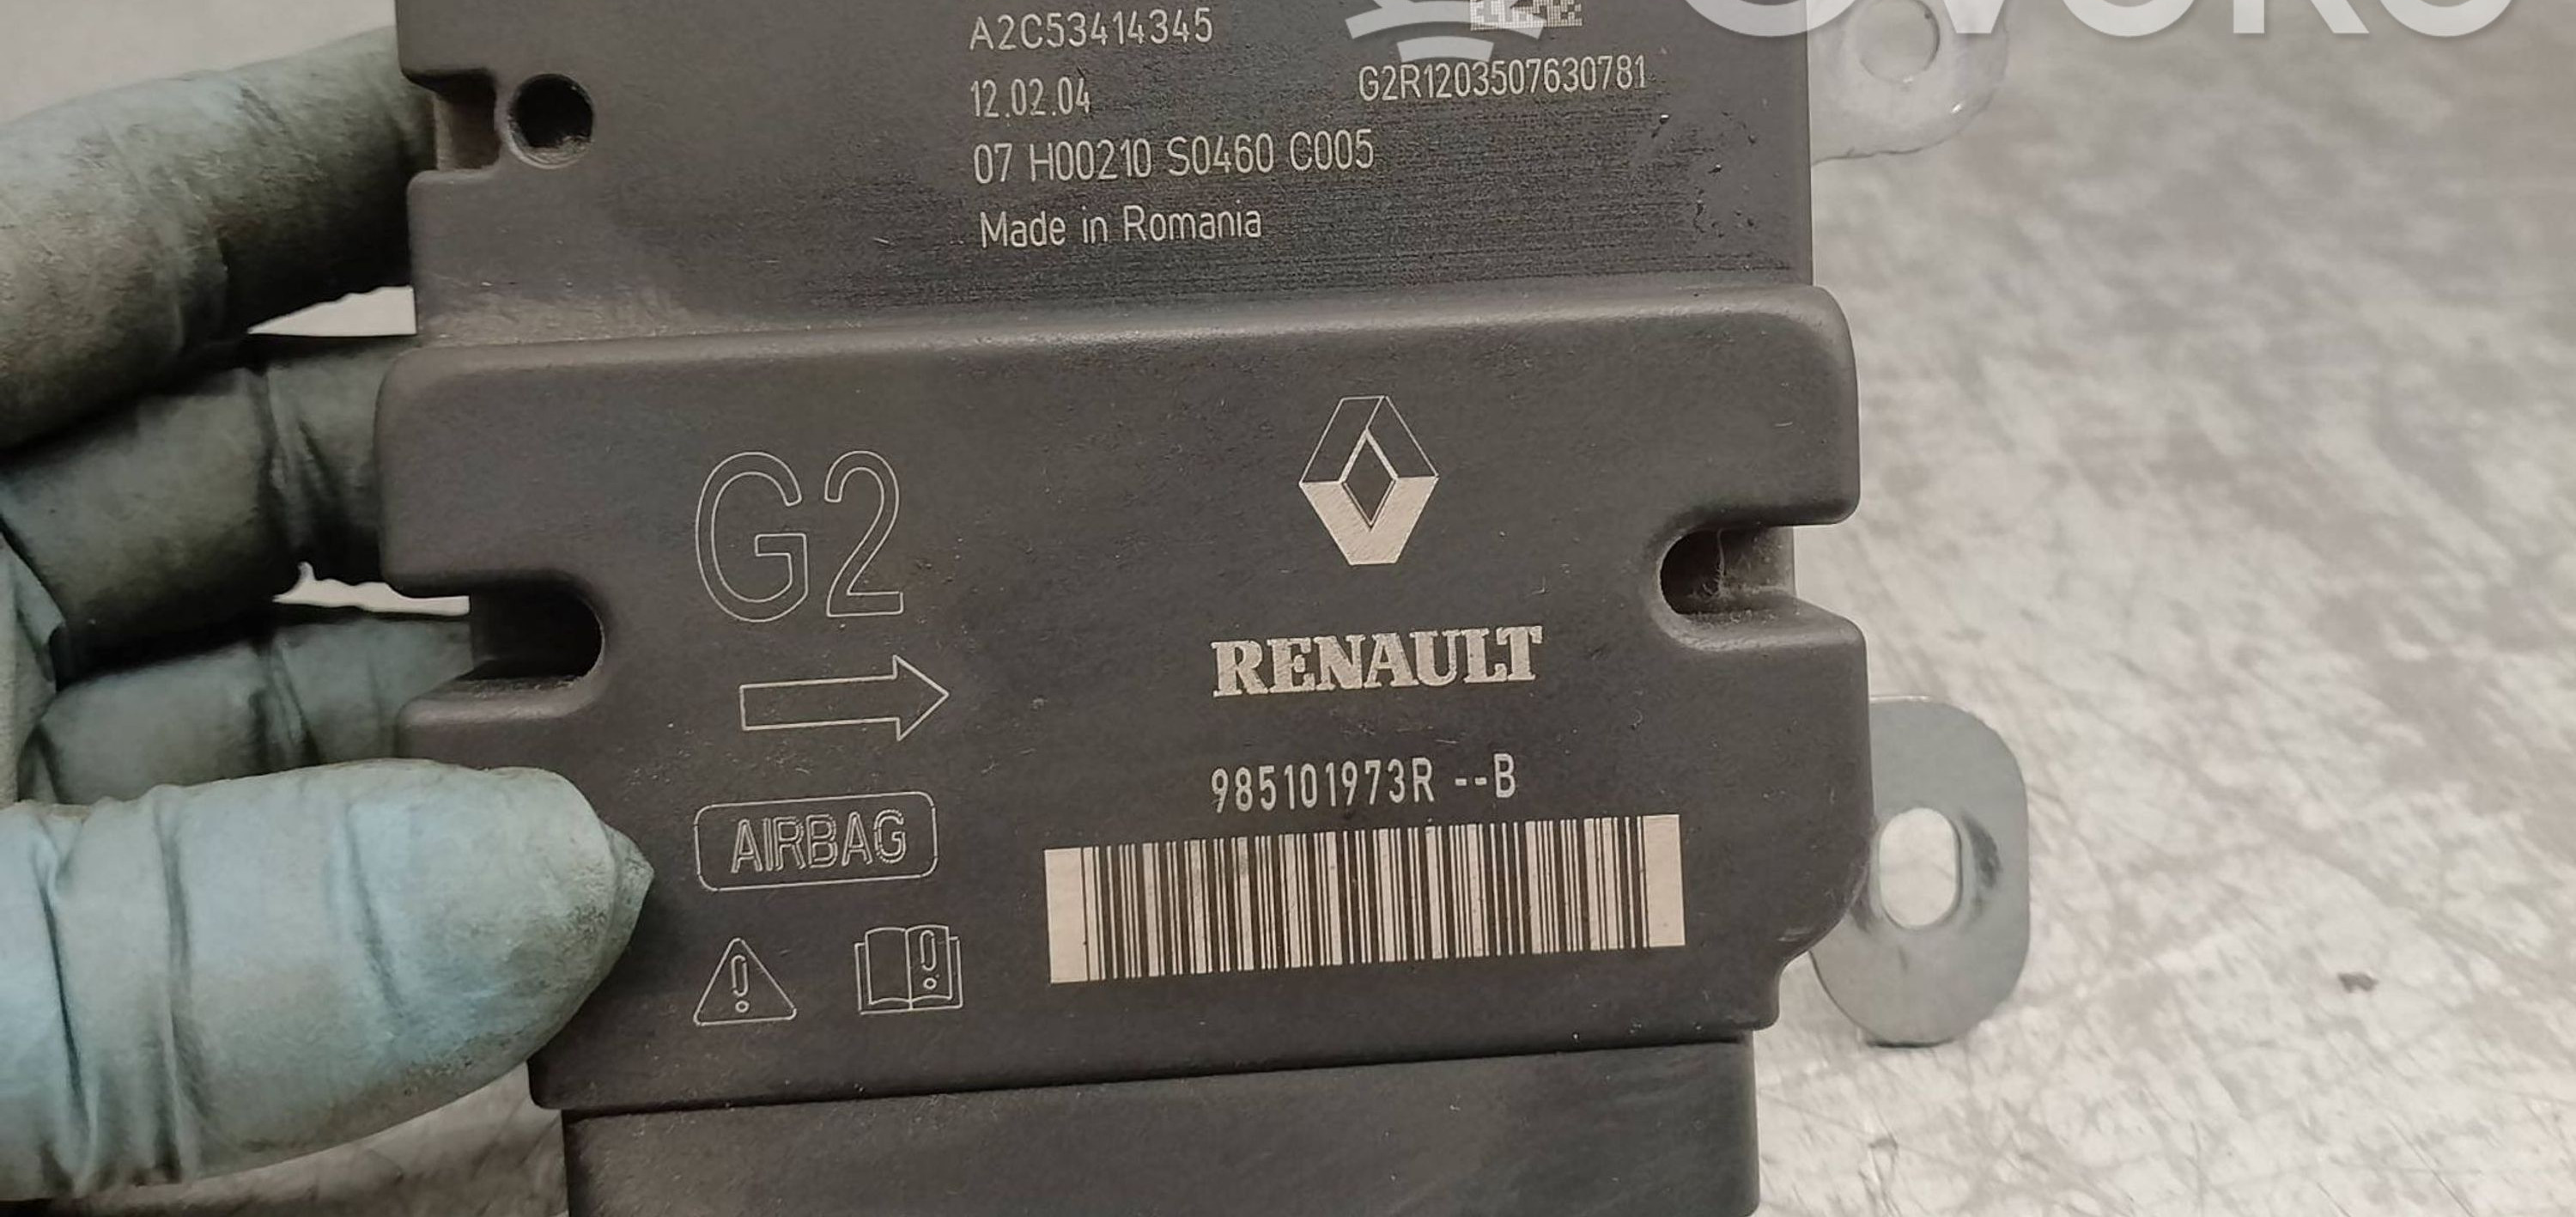 A2C53414345
12.02.04
G2R1203507630781
07 H00210 S0460 C005
Made in Romania
G2
RENAULT
985101973R --B
AIRBAG